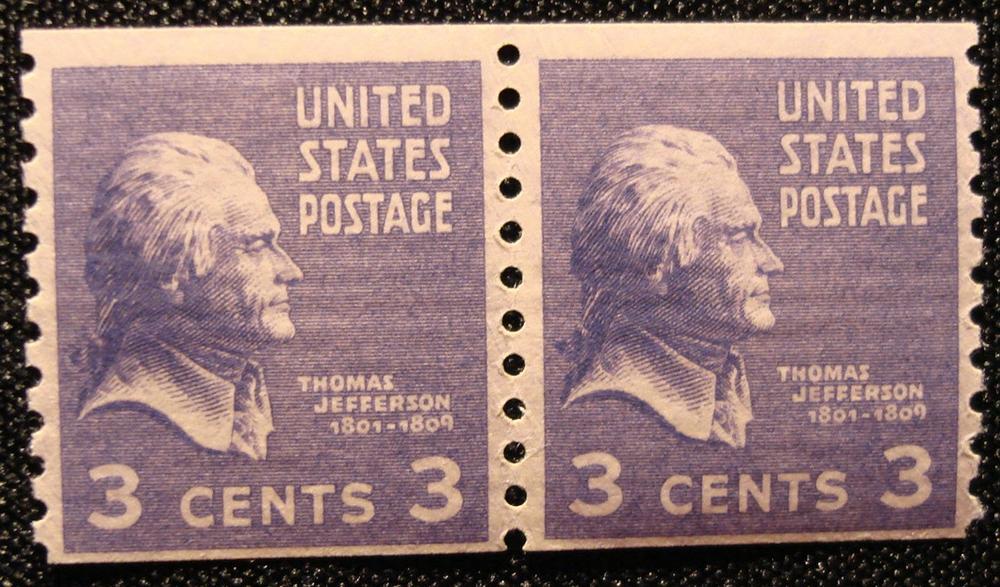 UNITED
STATES
POSTAGE
THOMAS
JEFFERSON
1801-1809
3 CENTS 3
UNITED
STATES
POSTAGE
THOMAS
JEFFERSON
1801-1809
3 CENTS 3